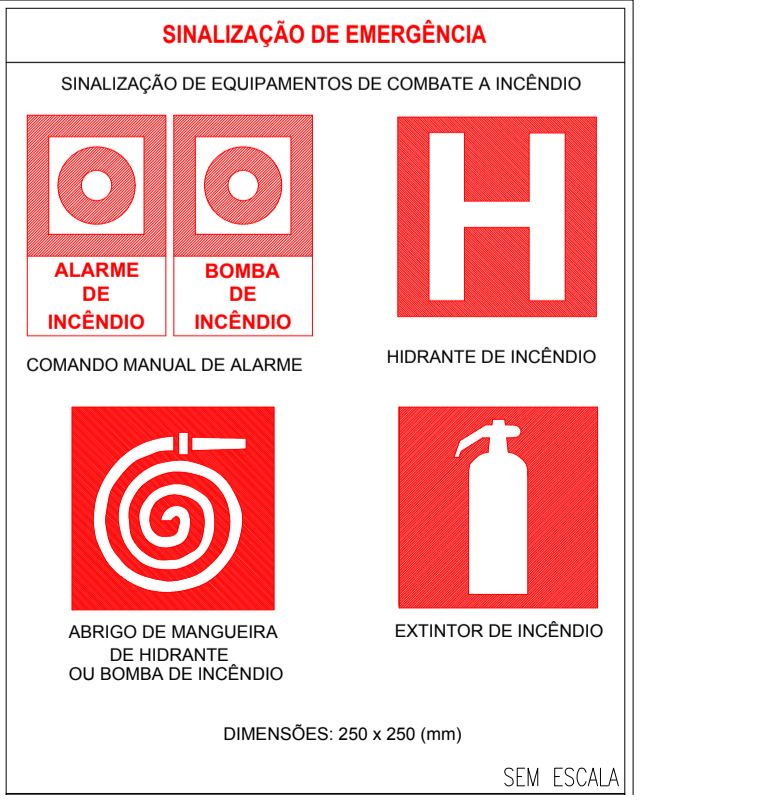 SINALIZAÇÃO DE EMERGÊNCIA
SINALIZAÇÃO DE EQUIPAMENTOS DE COMBATE A INCÊNDIO
ALARME
DE
INCÊNDIO
BOMBA
DE
INCÊNDIO
H
COMANDO MANUAL DE ALARME
HIDRANTE DE INCÊNDIO
ABRIGO DE MANGUEIRA
DE HIDRANTE
OU BOMBA DE INCÊNDIO
EXTINTOR DE INCÊNDIO
DIMENSÕES: 250 x 250 (mm)
SEM ESCALA